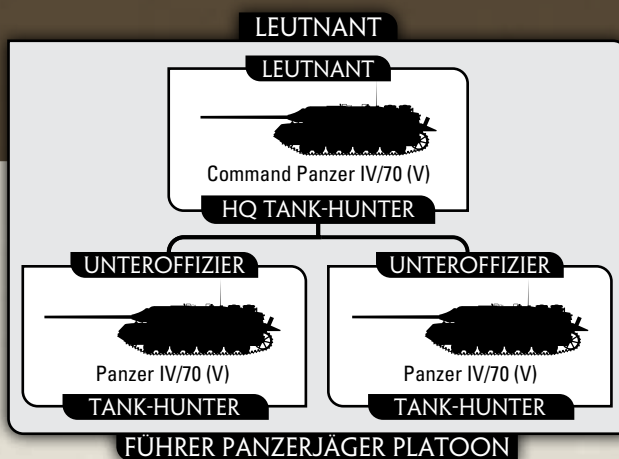 LEUTNANT
LEUTNANT
Command Panzer IV/70 (V)
HQ TANK-HUNTER
UNTEROFFIZIER
Panzer IV/70 (V)
TANK-HUNTER
UNTEROFFIZIER
Panzer IV/70 (V)
TANK-HUNTER
FÜHRER PANZERJÄGER PLATOON